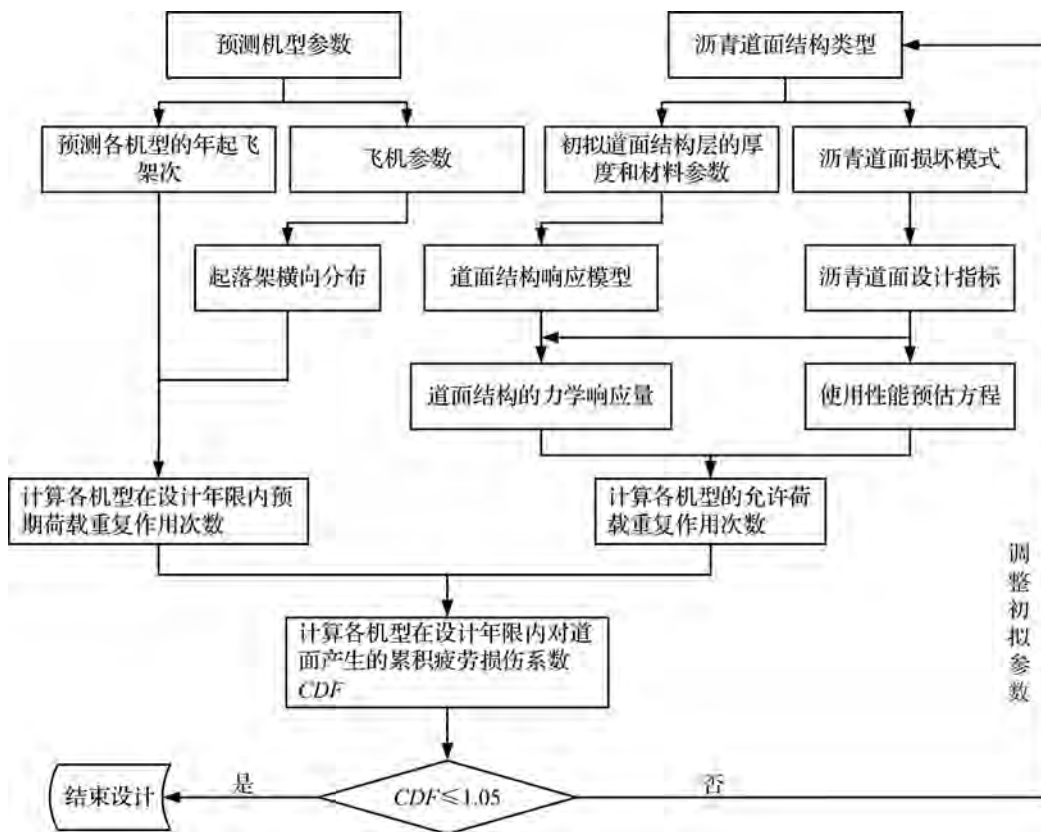 预测机型参数
沥青道面结构类型
预测各机型的年起飞
架次
飞机参数
初拟道面结构层的厚
度和材料参数
沥青道面损坏模式
起落架横向分布
道面结构响应模型
沥青道面设计指标
道面结构的力学响应量
使用性能预估方程
计算各机型在设计年限内预
期荷载重复作用次数
计算各机型的允许荷
载重复作用次数
调整初拟参数
计算各机型在设计年限内对道
面产生的累积疲劳损伤系数
CDF
结束设计
是
CDF≤1.05
否